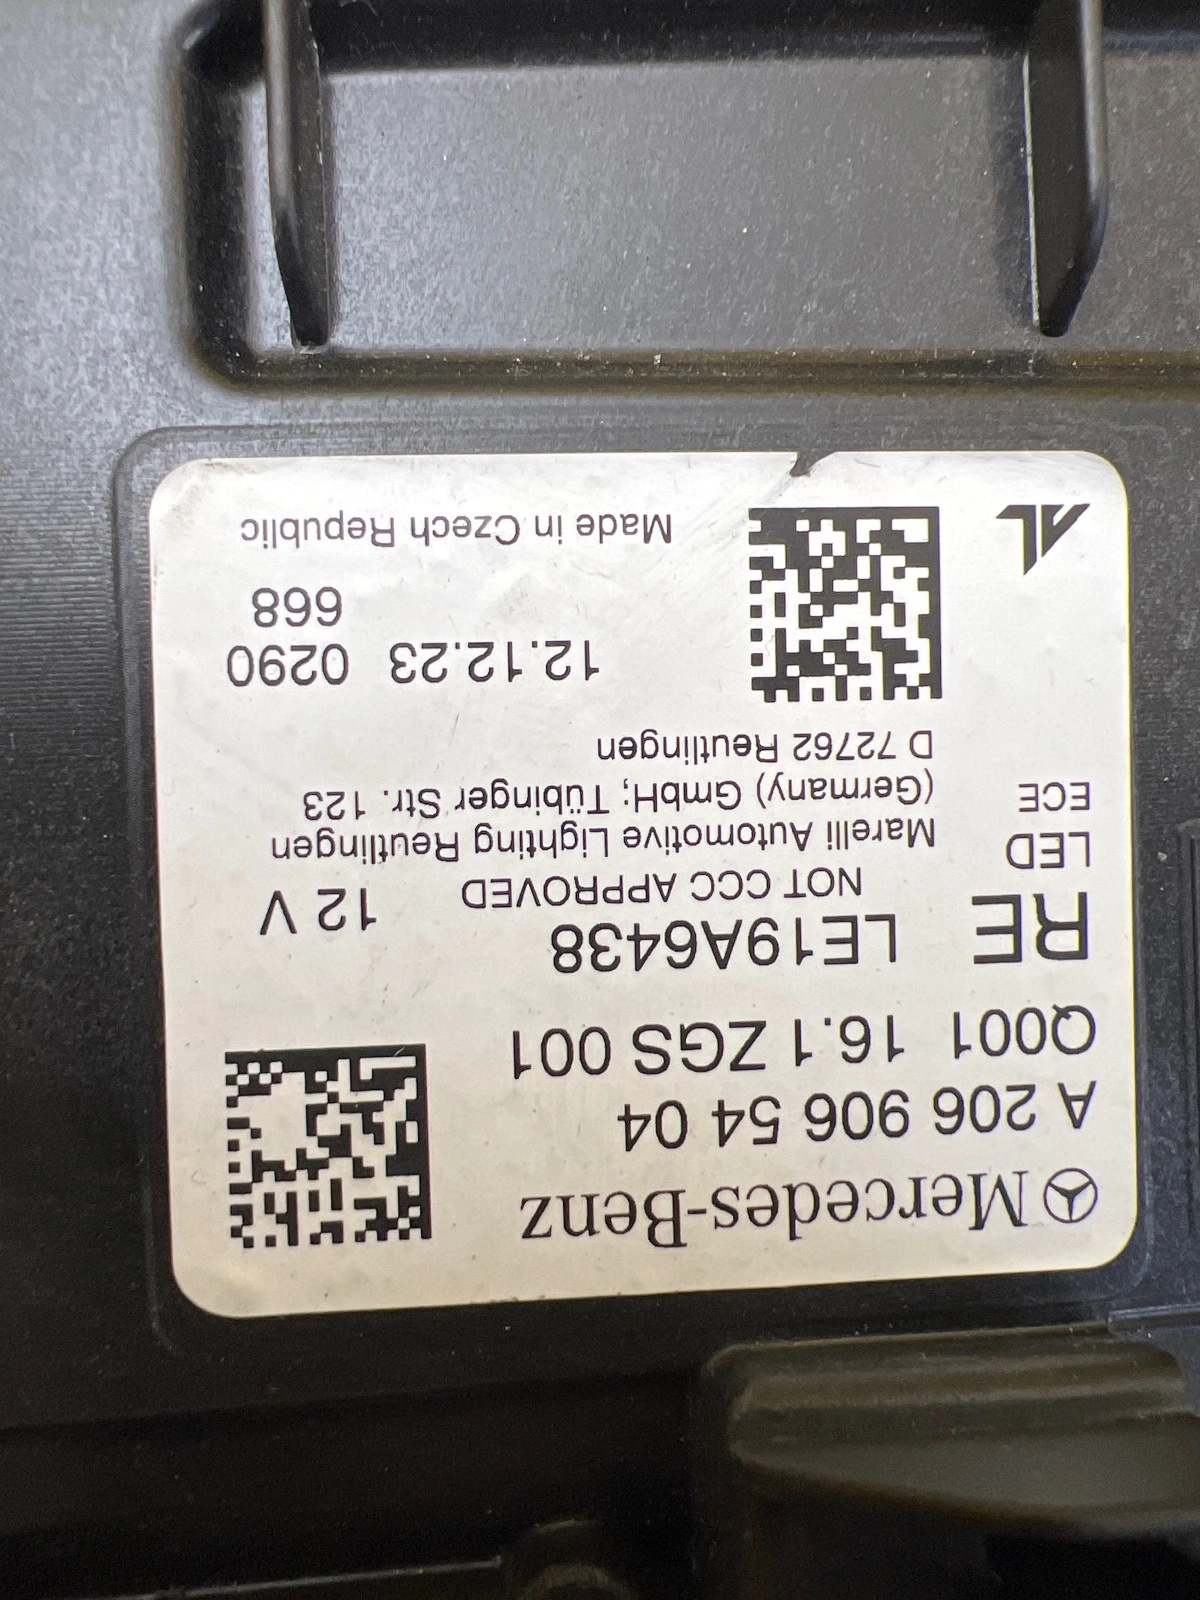 Mercedes-Benz
A 206 906 54 04
Q001 16.1 ZGS 001
RE LE19A6438
LED NOT CCC APPROVED 12 V
ECE
Marelli Automotive Lighting Reutlingen
(Germany) GmbH; Tübinger Str. 123
D 72762 Reutlingen
12.12.23 0290
668
AL
Made in Czech Republic